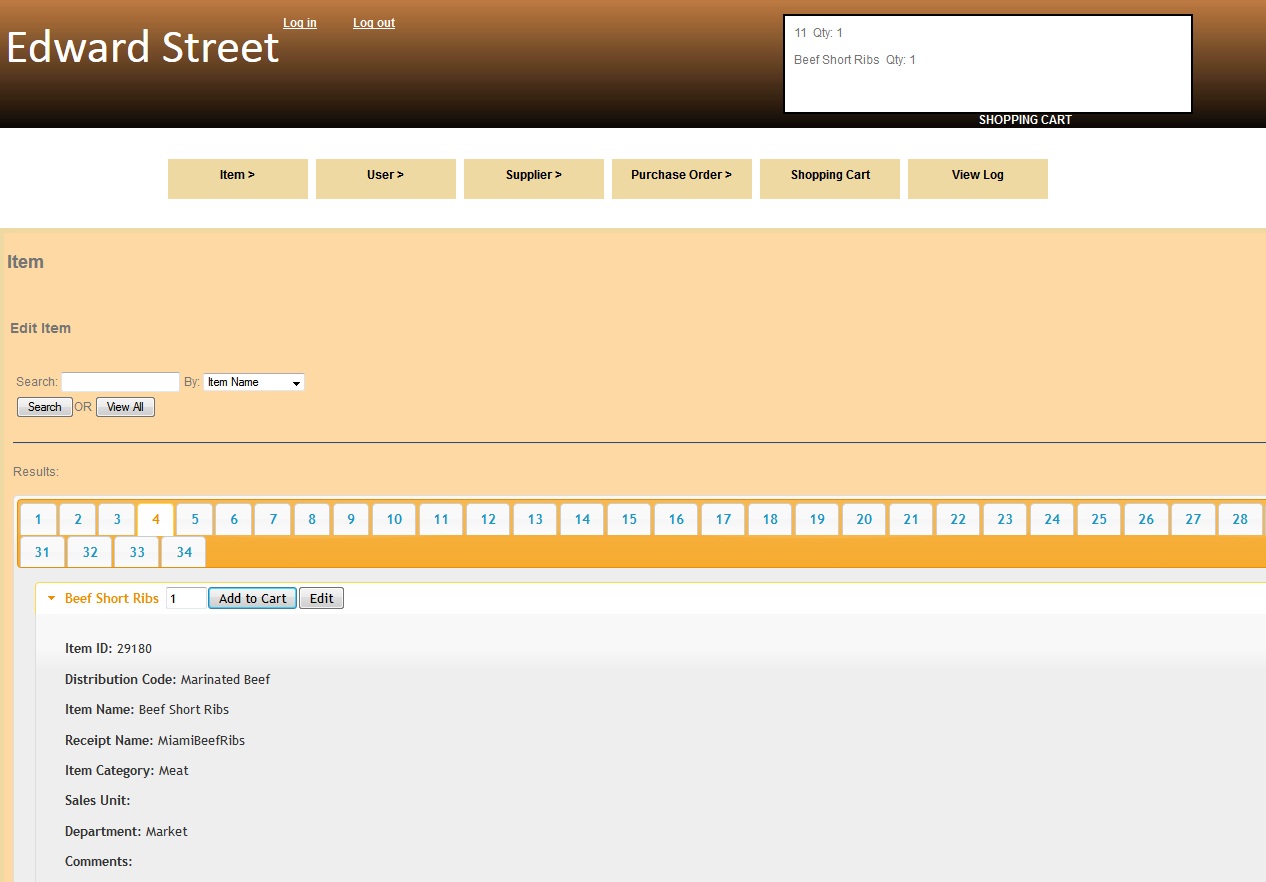 Edward Street
Log in Log out
11 Qty: 1
Beef Short Ribs Qty: 1
SHOPPING CART
Item > User > Supplier > Purchase Order > Shopping Cart View Log
Item
Edit Item
Search: By: Item Name
Search OR View All
Results:
1 2 3 4 5 6 7 8 9 10 11 12 13 14 15 16 17 18 19 20 21 22 23 24 25 26 27 28
31 32 33 34
Beef Short Ribs 1 Add to Cart Edit
Item ID: 29180
Distribution Code: Marinated Beef
Item Name: Beef Short Ribs
Receipt Name: MiamiBeefRibs
Item Category: Meat
Sales Unit:
Department: Market
Comments: